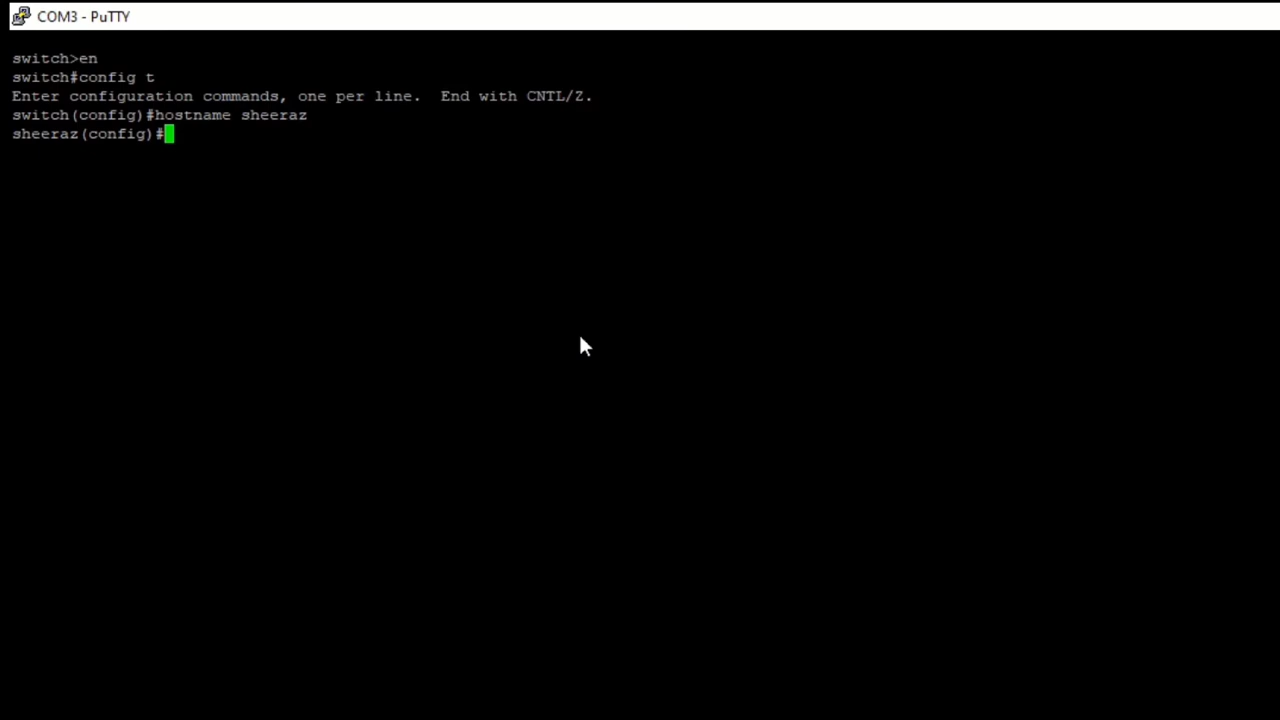 COM3 - PuTTY
switch>en
switch#config t
Enter configuration commands, one per line.  End with CNTL/Z.
switch(config)#hostname sheeraz
sheeraz(config)#